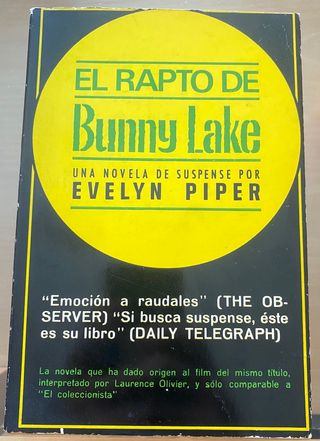 EL RAPTO DE
Bunny Lake
UNA NOVELA DE SUSPENSE POR
EVELYN PIPER
“Emoción a raudales” (THE OB-
SERVER) “Si busca suspense, éste
es su libro” (DAILY TELEGRAPH)
La novela que ha dado origen al film del mismo título,
interpretado por Laurence Olivier, y sólo comparable a
“El coleccionista”